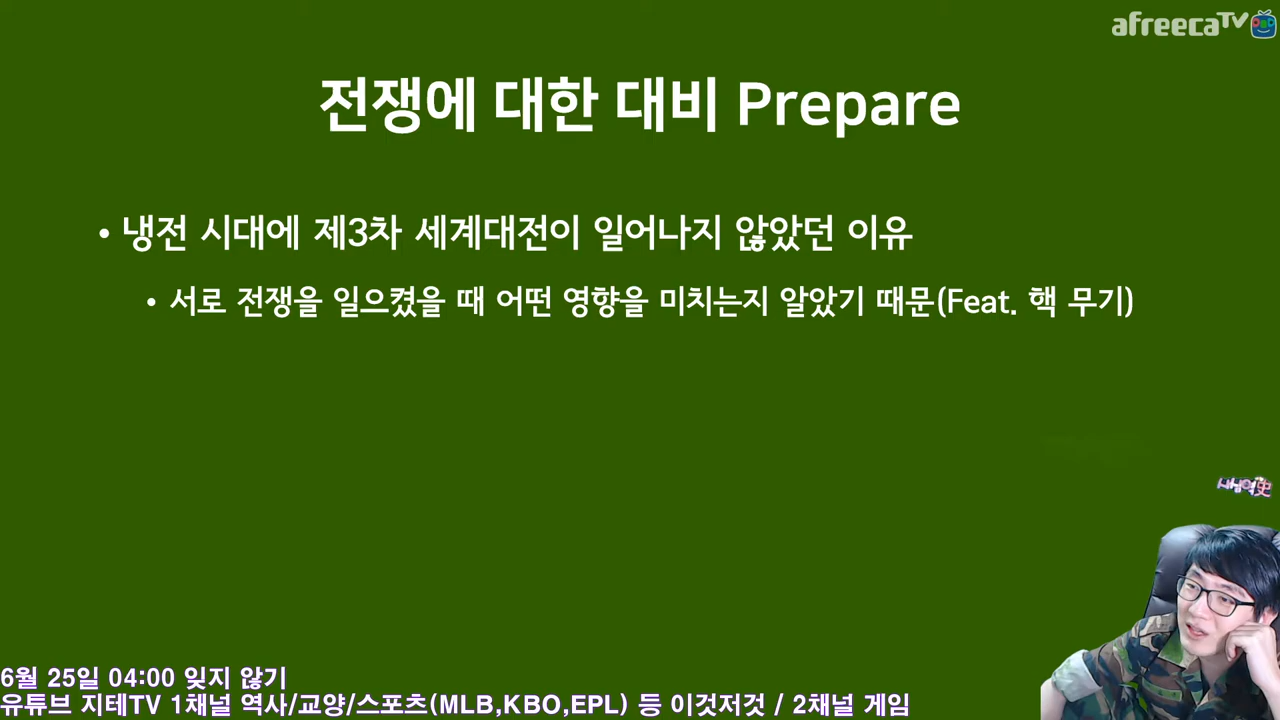 afreecaTV
전쟁에 대한 대비 Prepare
• 냉전 시대에 제3차 세계대전이 일어나지 않았던 이유
• 서로 전쟁을 일으켰을 때 어떤 영향을 미치는지 알았기 때문(Feat. 핵 무기)
6월 25일 04:00 잊지 않기
유튜브 지테TV 1채널 역사/교양/스포츠(MLB,KBO,EPL) 등 이것저것 / 2채널 게임